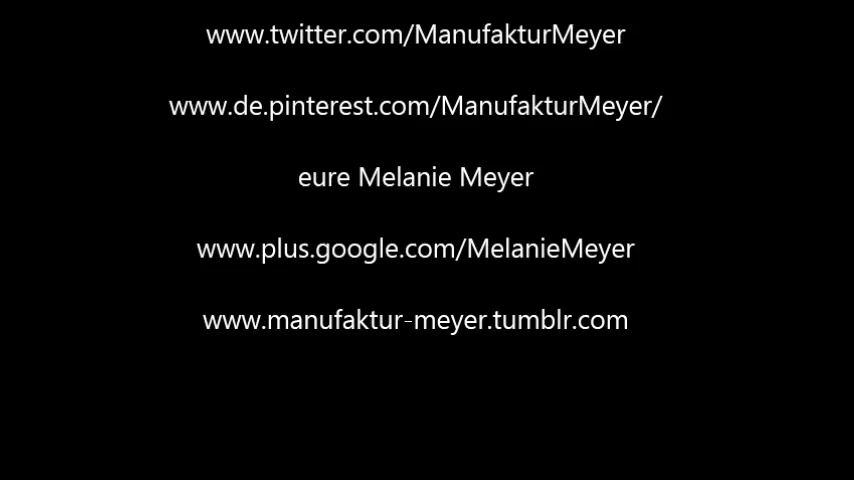 www.twitter.com/ManufakturMeyer
www.de.pinterest.com/ManufakturMeyer/
eure Melanie Meyer
www.plus.google.com/MelanieMeyer
www.manufaktur-meyer.tumblr.com